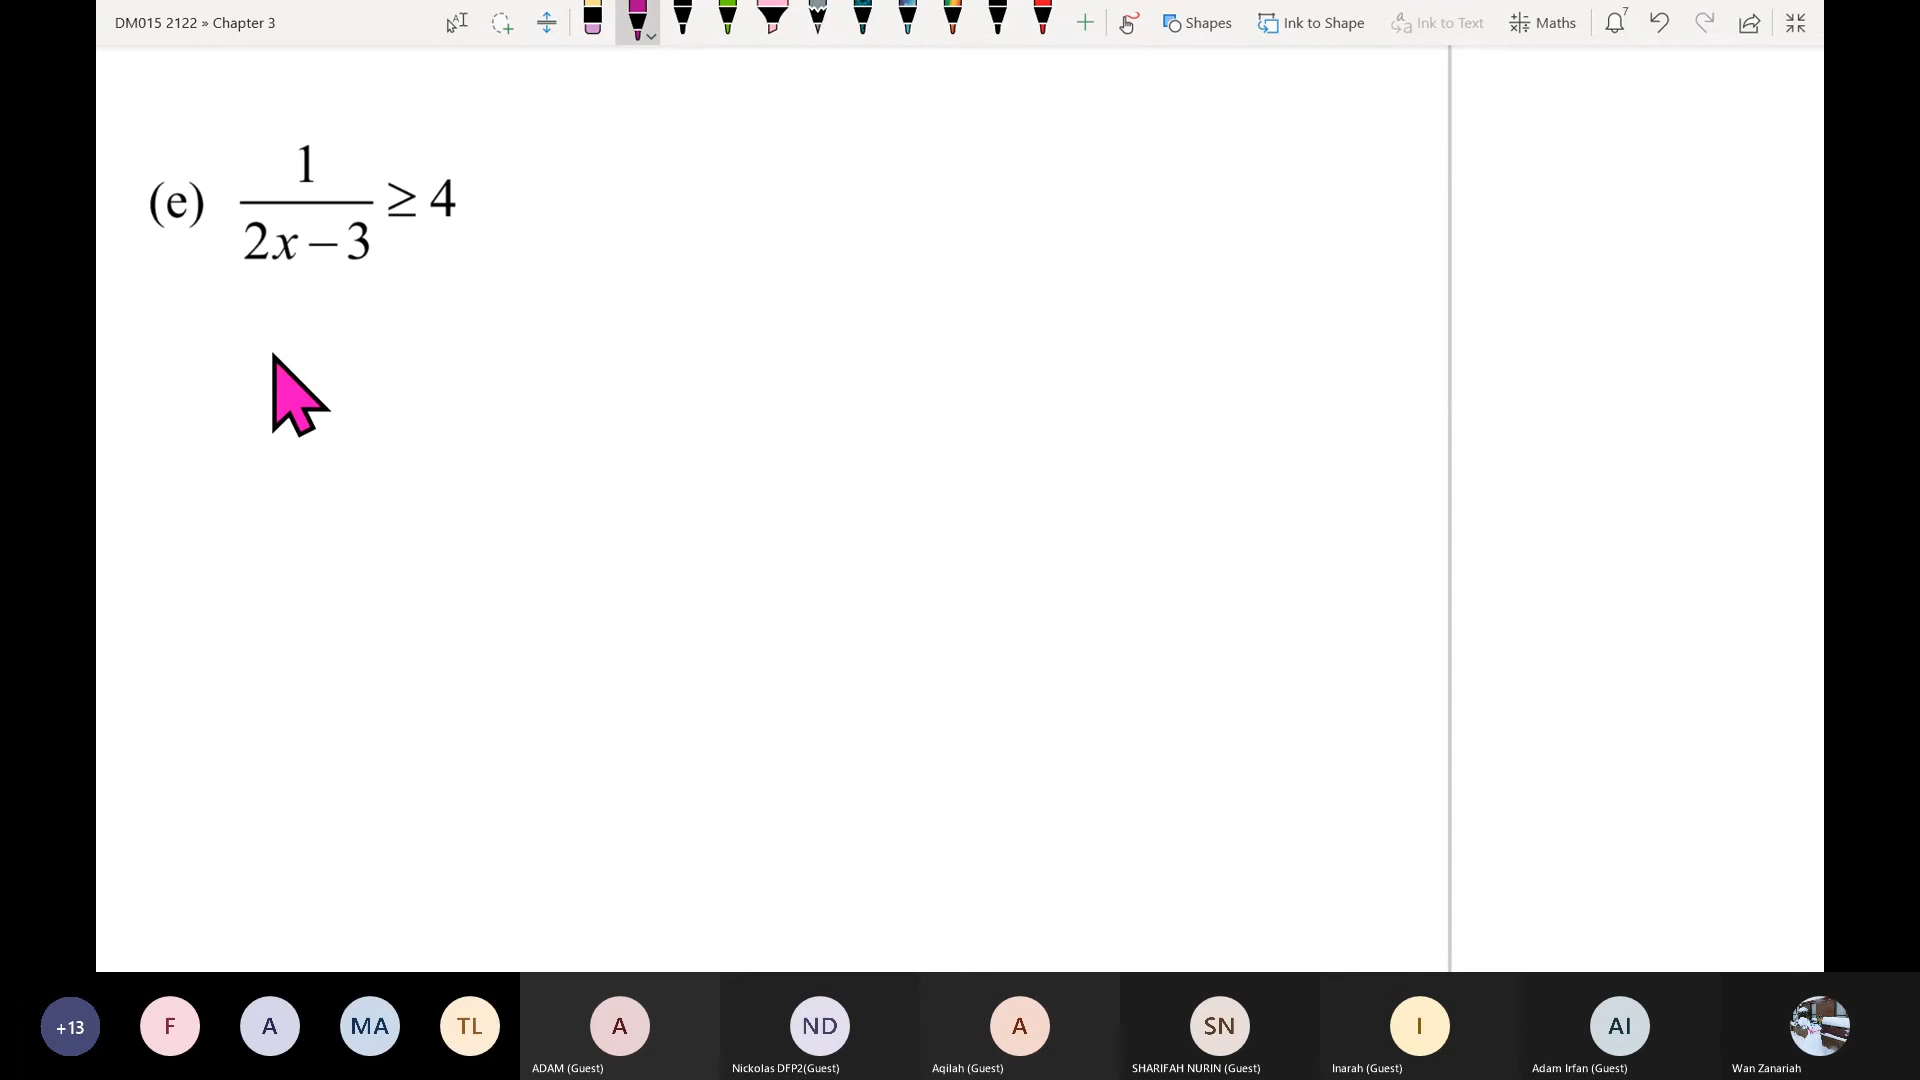 DM015 2122 » Chapter 3
Shapes
Ink to Shape
Ink to Text
Maths
7
(e) 1/(2x – 3) ≥ 4
+13
F
A
MA
TL
A
ND
A
SN
I
AI
ADAM (Guest)
Nickolas DFP2(Guest)
Aqilah (Guest)
SHARIFAH NURIN (Guest)
Inarah (Guest)
Adam Irfan (Guest)
Wan Zanariah